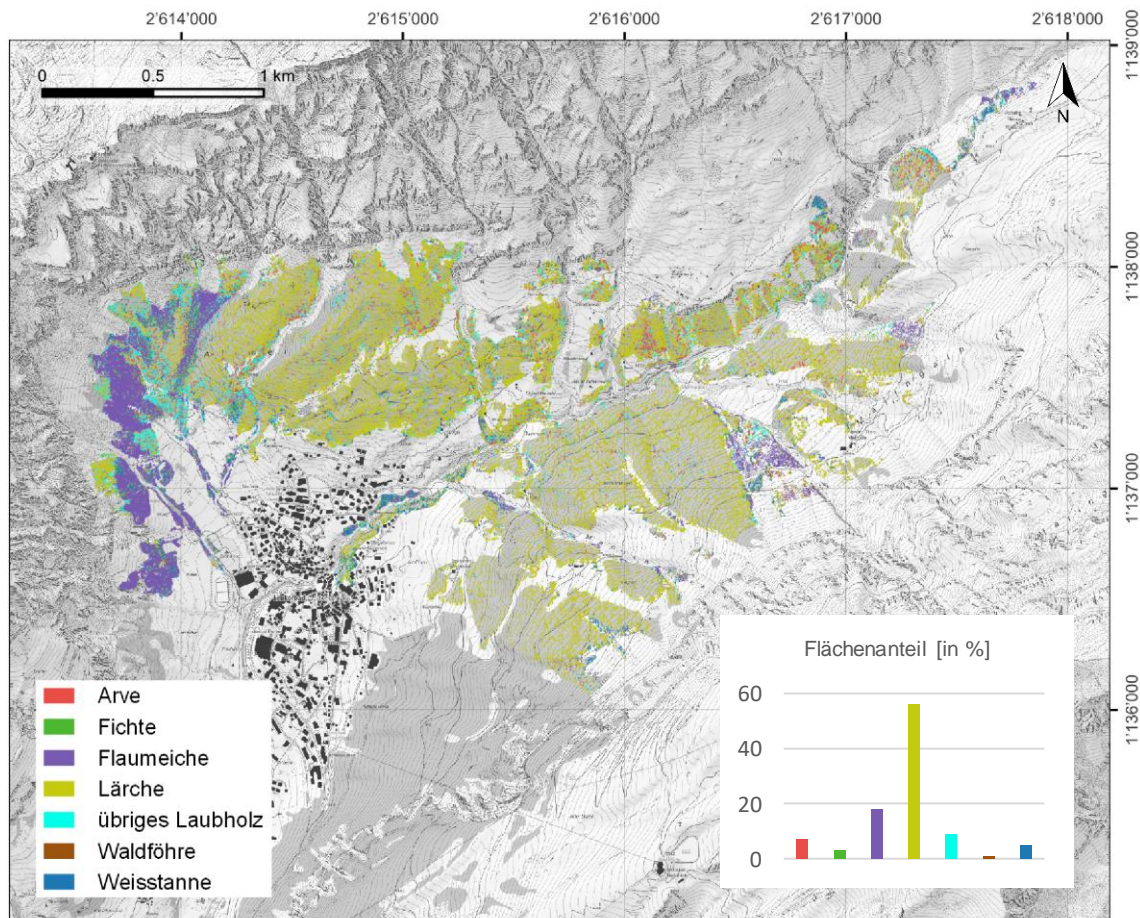 2'614'000 2'615'000 2'616'000 2'617'000 2'618'000
1'139'000
0 0.5 1 km
N
1'138'000
1'137'000
1'136'000
Arve
Fichte
Flaumeiche
Lärche
übriges Laubholz
Waldföhre
Weisstanne
Flächenanteil [in %]
60
40
20
0